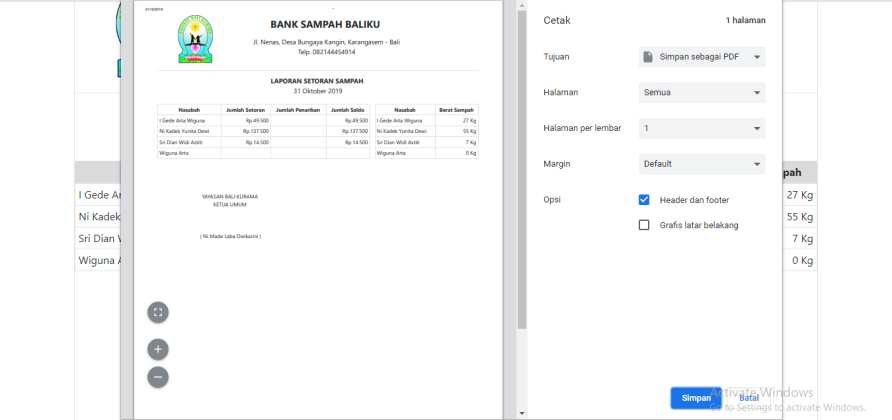 31/10/2019
BANK SAMPAH BALIKU
Jl. Nenas, Desa Bungaya Kangin, Karangasem - Bali
Telp. 082144454914
LAPORAN SETORAN SAMPAH
31 Oktober 2019
Nasabah Jumlah Setoran Jumlah Penarikan Jumlah Saldo Nasabah Berat Sampah
I Gede Arta Wiguna Rp.49.500 Rp.49.500 I Gede Arta Wiguna 27 Kg
Ni Kadek Yunita Dewi Rp.137.500 Rp.137.500 Ni Kadek Yunita Dewi 55 Kg
Sri Dian Widi Astiti Rp.14.500 Rp.14.500 Sri Dian Widi Astiti 7 Kg
Wiguna Arta Wiguna Arta 0 Kg
YAYASAN BALI KURAMA
KETUA UMUM
( Ni Made Laba Dwikarini )
Cetak 1 halaman
Tujuan Simpan sebagai PDF
Halaman Semua
Halaman per lembar 1
Margin Default
Opsi Header dan footer
Grafis latar belakang
Simpan Batal
Activate Windows
Go to Settings to activate Windows.
pah
I Gede Ar 27 Kg
Ni Kadek 55 Kg
Sri Dian W 7 Kg
Wiguna A 0 Kg